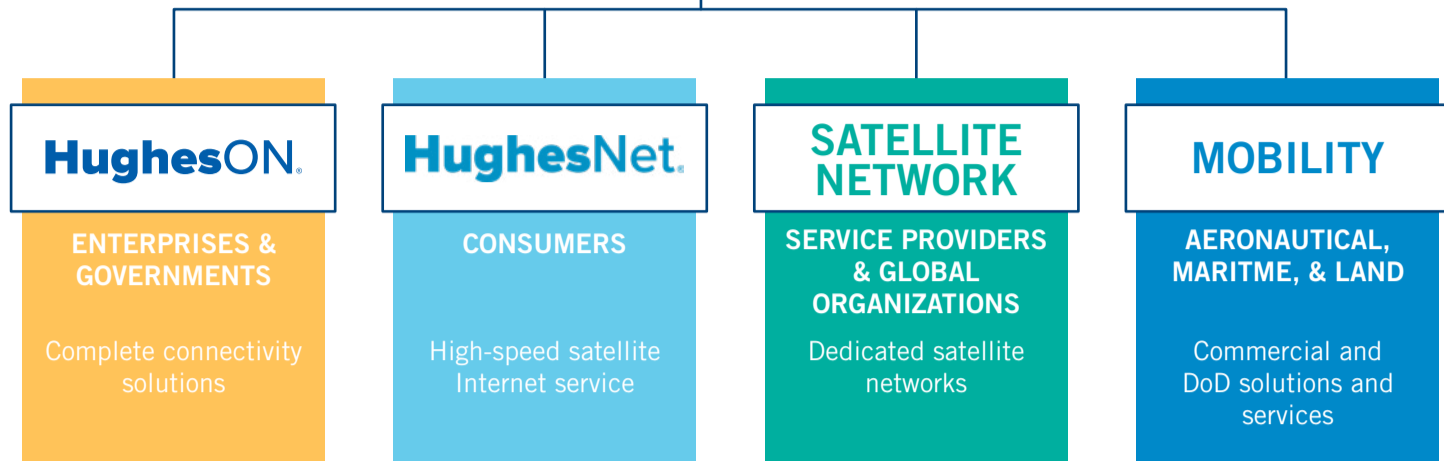 HughesON®
ENTERPRISES &
GOVERNMENTS
Complete connectivity
solutions
HughesNet®
CONSUMERS
High-speed satellite
Internet service
SATELLITE
NETWORK
SERVICE PROVIDERS
& GLOBAL
ORGANIZATIONS
Dedicated satellite
networks
MOBILITY
AERONAUTICAL,
MARITME, & LAND
Commercial and
DoD solutions and
services